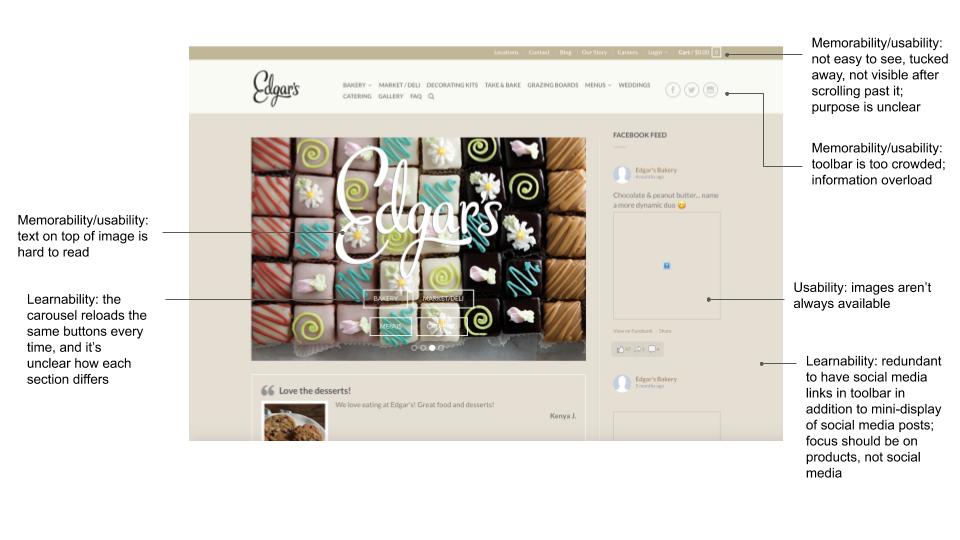 Locations Contact Blog Our Story Careers Login Cart / $0.00 0
Edgar's
BAKERY MARKET / DELI DECORATING KITS TAKE & BAKE GRAZING BOARDS MENUS WEDDINGS
CATERING GALLERY FAQ
Memorability/usability:
not easy to see, tucked
away, not visible after
scrolling past it;
purpose is unclear
Memorability/usability:
toolbar is too crowded;
information overload
Memorability/usability:
text on top of image is
hard to read
Learnability: the
carousel reloads the
same buttons every
time, and it's
unclear how each
section differs
Edgar's
BAKERY MARKET/DELI
MENUS
Love the desserts!
We love eating at Edgar's! Great food and desserts!
Kenya J.
FACEBOOK FEED
Edgar's Bakery
4 months ago
Chocolate & peanut butter... name
a more dynamic duo 😋
View on Facebook · Share
Edgar's Bakery
5 months ago
Usability: images aren't
always available
Learnability: redundant
to have social media
links in toolbar in
addition to mini-display
of social media posts;
focus should be on
products, not social
media